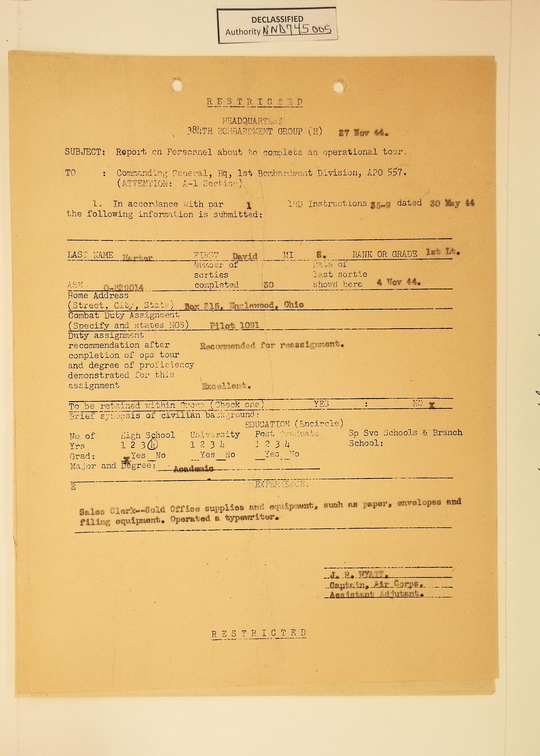 DECLASSIFIED
Authority NND745005
RESTRICTED
HEADQUARTERS
384TH BOMBARDMENT GROUP (H) 27 Nov 44.
SUBJECT: Report on Personnel about to complete an operational tour.
TO : Commanding General, Hq, 1st Bombardment Division, APO 557.
(ATTENTION: A-1 Section)
1. In accordance with par 1 1BD Instructions 35-9 dated 30 May 44
the following information is submitted:
LAST NAME Harter FIRST David MI S. RANK OR GRADE 1st Lt.
Number of Date of
sorties last sortie
ASN O-820014 completed 30 shown here 4 Nov 44.
Home Address
(Street, City, State) Box 215, Englewood, Ohio
Combat Duty Assignment
(Specify and states MOS) Pilot 1091
Duty assignment
recommendation after Recommended for reassignment.
completion of ops tour
and degree of proficiency
demonstrated for this
assignment Excellent.
To be retained within Group (Check one) YES : NO x
Brief synopsis of civilian background:
EDUCATION (Encircle)
No of High School University Post Graduate Sp Svc Schools & Branch
Yrs 1 2 3 4 1 2 3 4 1 2 3 4 School:
Grad: x Yes No Yes No Yes No
Major and Degree: Academic
E EXPERIENCE:
Sales Clerk--Sold Office supplies and equipment, such as paper, envelopes and
filing equipment. Operated a typewriter.
J. H. HYATT,
Captain, Air Corps,
Assistant Adjutant.
RESTRICTED